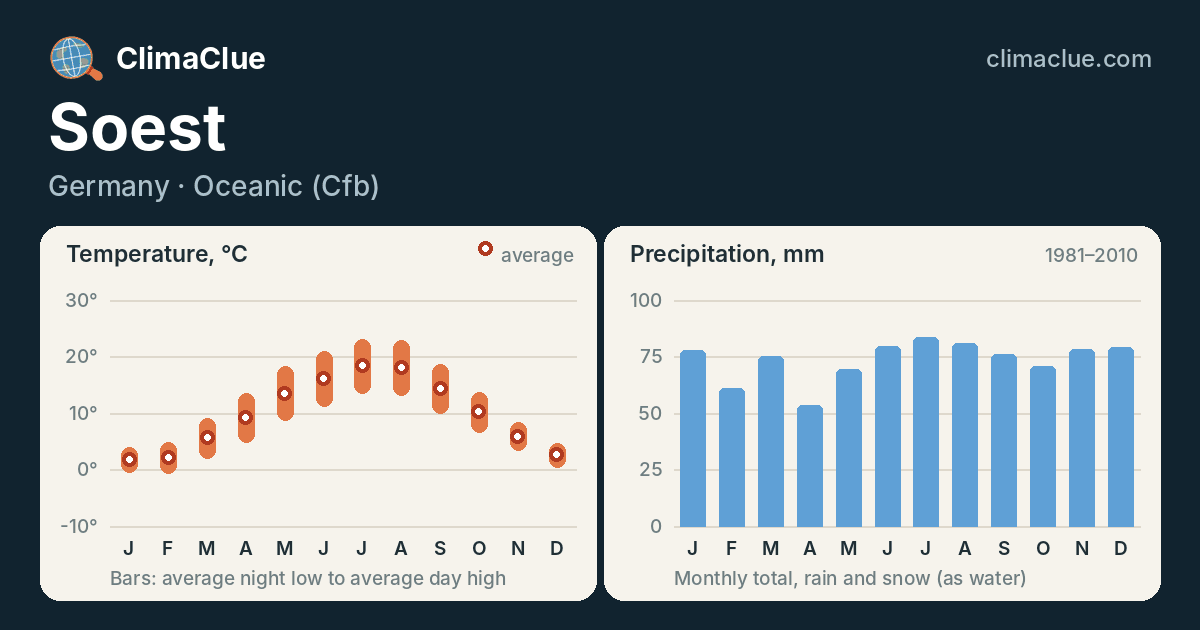 ClimaClue
climaclue.com
Soest
Germany · Oceanic (Cfb)
Temperature, °C
average
30°
20°
10°
0°
-10°
J F M A M J J A S O N D
Bars: average night low to average day high
Precipitation, mm
1981–2010
100
75
50
25
0
J F M A M J J A S O N D
Monthly total, rain and snow (as water)